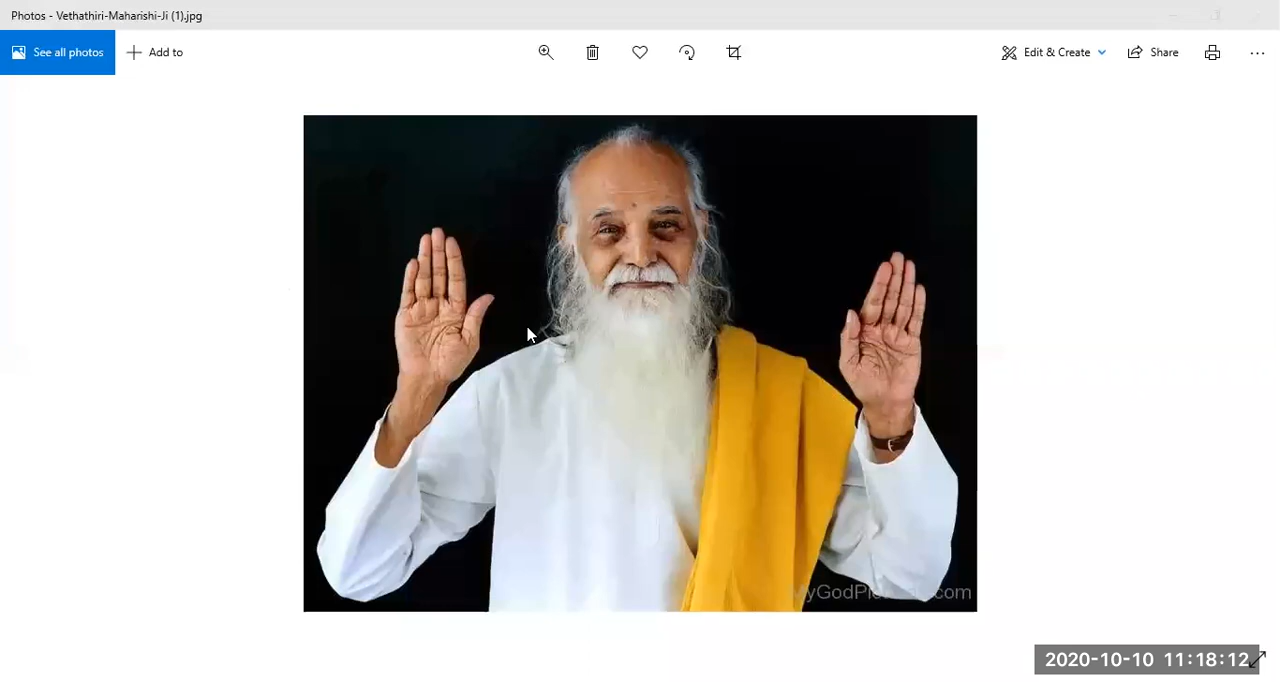 Photos - Vethathiri-Maharishi-Ji (1).jpg
See all photos
Add to
Edit & Create
Share
2020-10-10 11:18:12